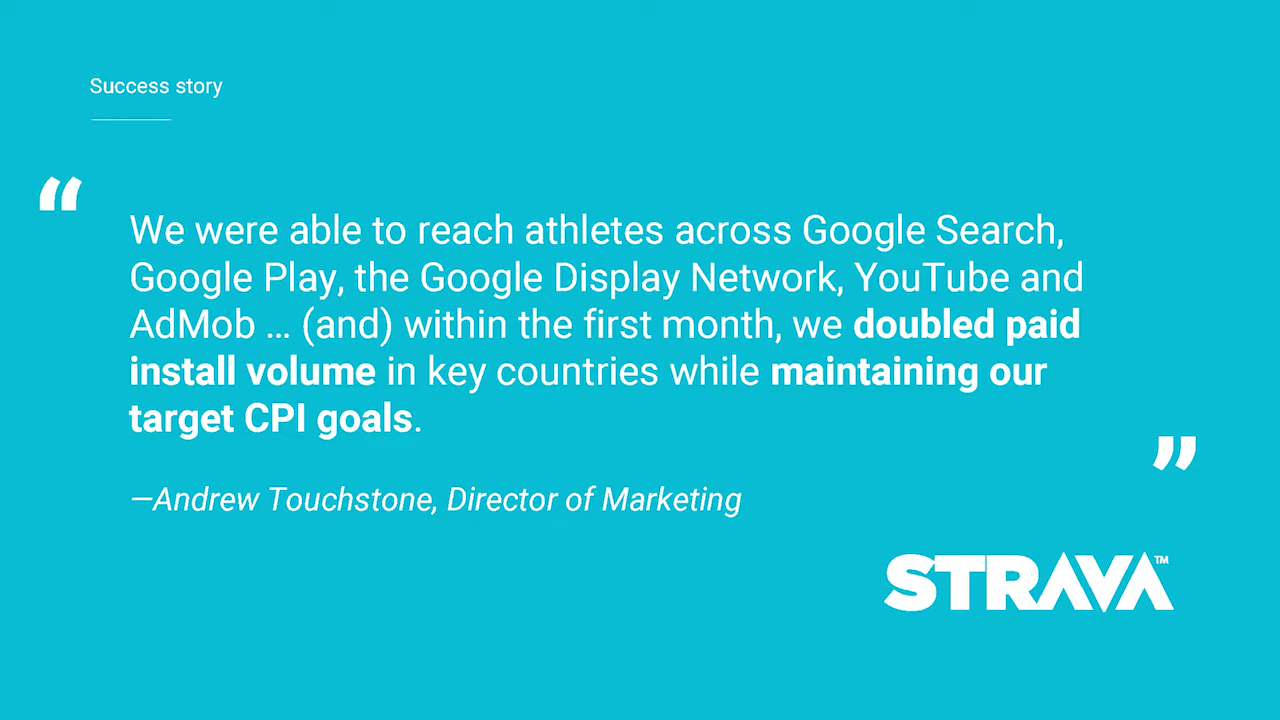 Success story
“
We were able to reach athletes across Google Search,
Google Play, the Google Display Network, YouTube and
AdMob ... (and) within the first month, we doubled paid
install volume in key countries while maintaining our
target CPI goals.
”
—Andrew Touchstone, Director of Marketing
STRAVA™